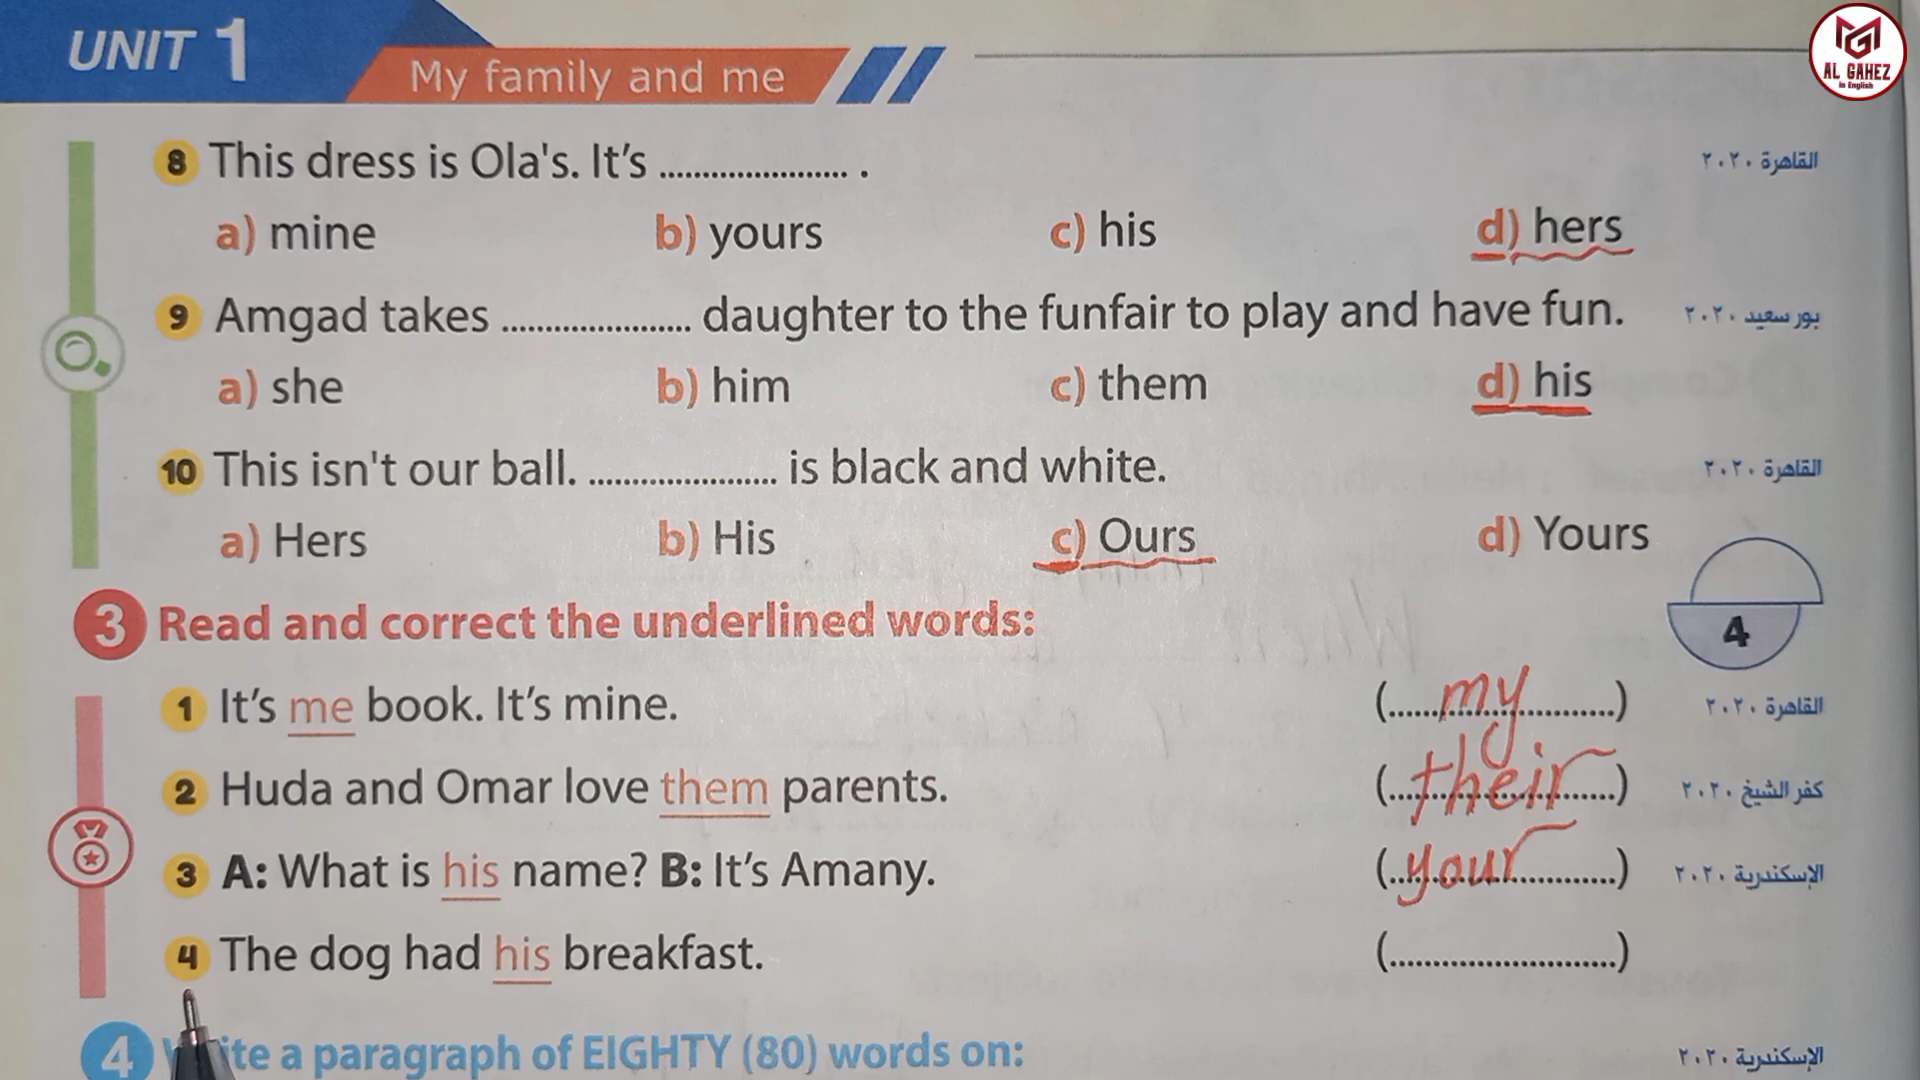 UNIT 1
My family and me
AL GAHEZ
In English
8 This dress is Ola's. It's ...................... . القاهرة ٢٠٢٠
a) mine b) yours c) his d) hers
9 Amgad takes ...................... daughter to the funfair to play and have fun. بور سعيد ٢٠٢٠
a) she b) him c) them d) his
10 This isn't our ball. ...................... is black and white. القاهرة ٢٠٢٠
a) Hers b) His c) Ours d) Yours
4
3 Read and correct the underlined words:
1 It's me book. It's mine. (......my............) القاهرة ٢٠٢٠
2 Huda and Omar love them parents. (...their......) كفر الشيخ ٢٠٢٠
3 A: What is his name? B: It's Amany. (..your............) الإسكندرية ٢٠٢٠
4 The dog had his breakfast. (..........................)
4 ite a paragraph of EIGHTY (80) words on: الإسكندرية ٢٠٢٠